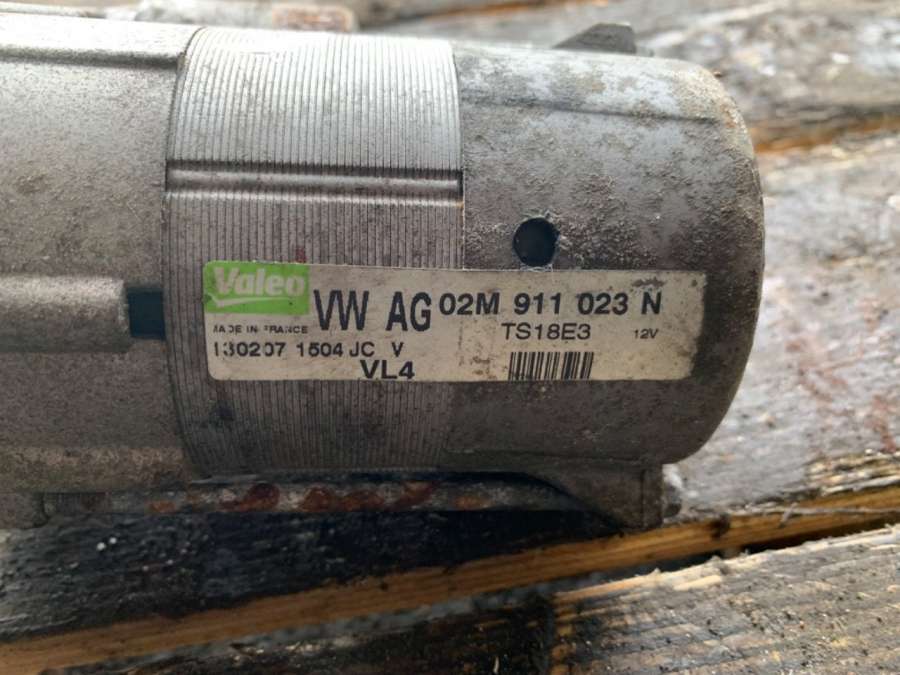 Valeo VW AG 02M 911 023 N
MADE IN FRANCE TS18E3 12V
130207 1504 JC V
VL4